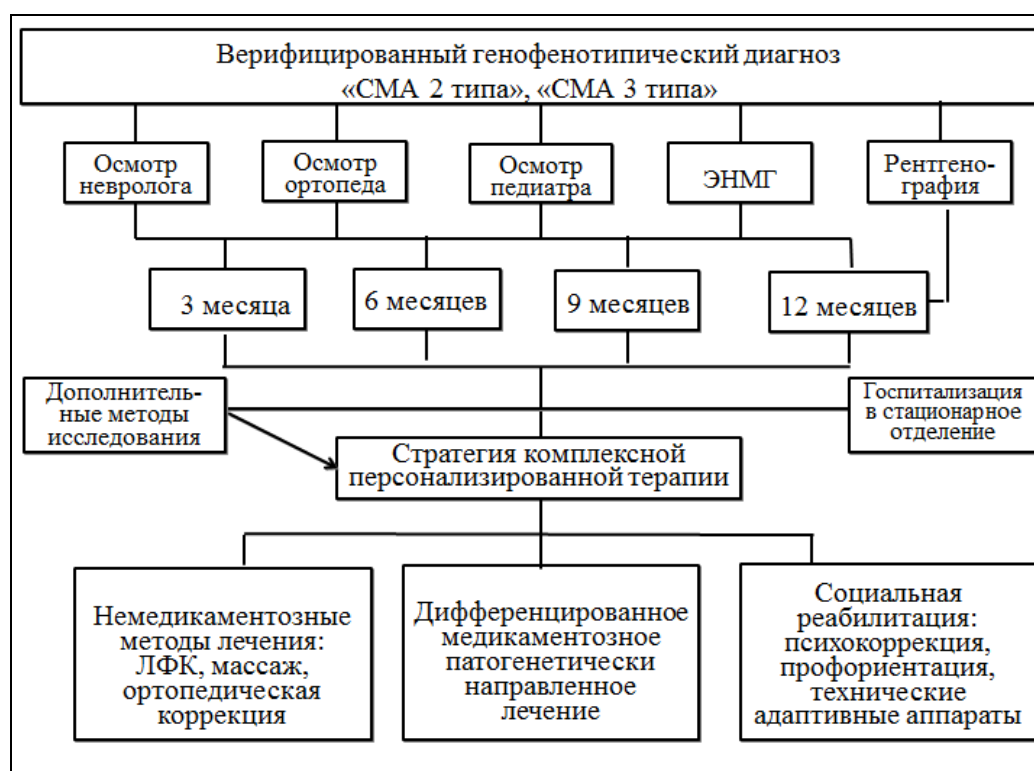 Верифицированный генофенотипический диагноз
«СМА 2 типа», «СМА 3 типа»
Осмотр
невролога
Осмотр
ортопеда
Осмотр
педиатра
ЭНМГ
Рентгено-
графия
3 месяца
6 месяцев
9 месяцев
12 месяцев
Дополнитель-
ные методы
исследования
Госпитализация
в стационарное
отделение
Стратегия комплексной
персонализированной терапии
Немедикаментозные
методы лечения:
ЛФК, массаж,
ортопедическая
коррекция
Дифференцированное
медикаментозное
патогенетически
направленное
лечение
Социальная
реабилитация:
психокоррекция,
профориентация,
технические
адаптивные аппараты